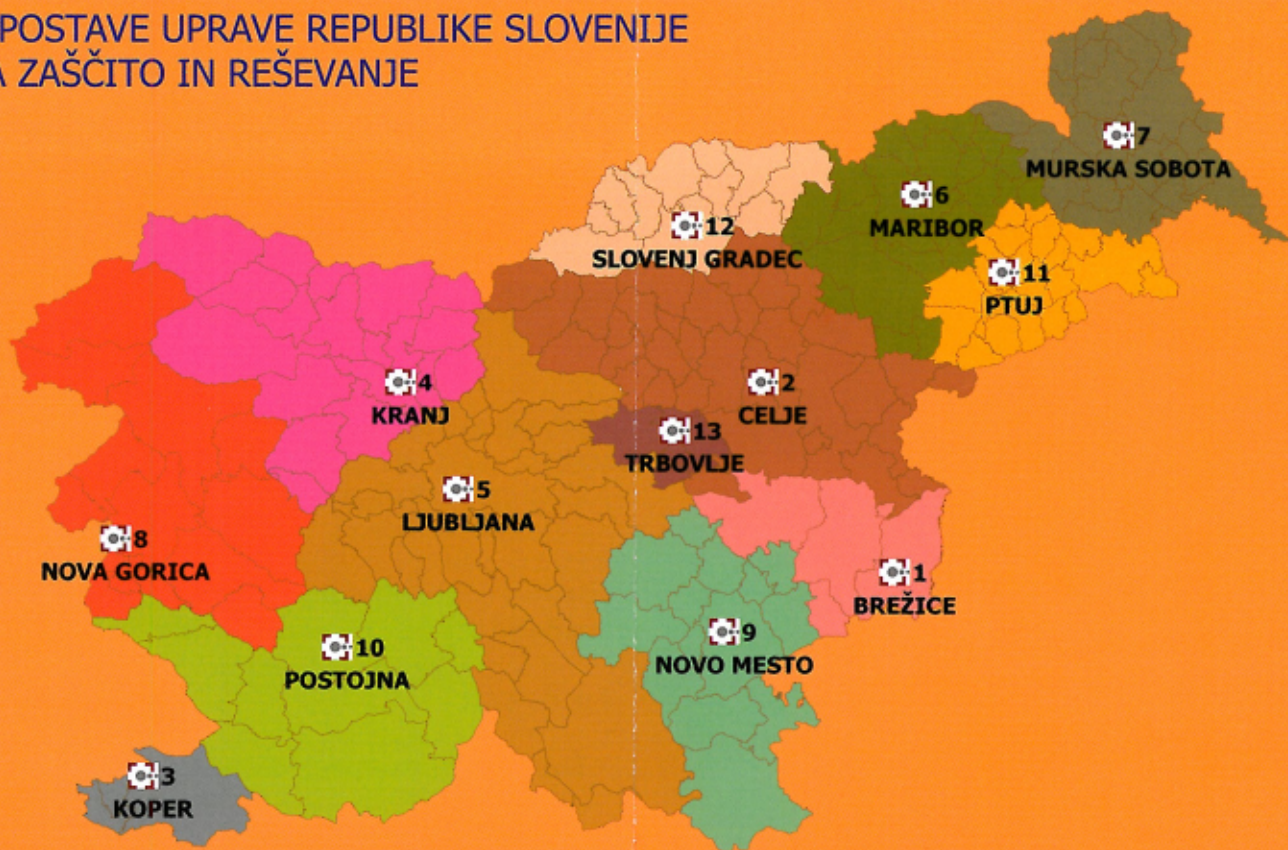 POSTAVE UPRAVE REPUBLIKE SLOVENIJE
A ZAŠČITO IN REŠEVANJE
7
MURSKA SOBOTA
6
MARIBOR
12
SLOVENJ GRADEC
11
PTUJ
4
KRANJ
2
CELJE
13
TRBOVLJE
5
LJUBLJANA
8
NOVA GORICA
1
BREŽICE
9
NOVO MESTO
10
POSTOJNA
3
KOPER